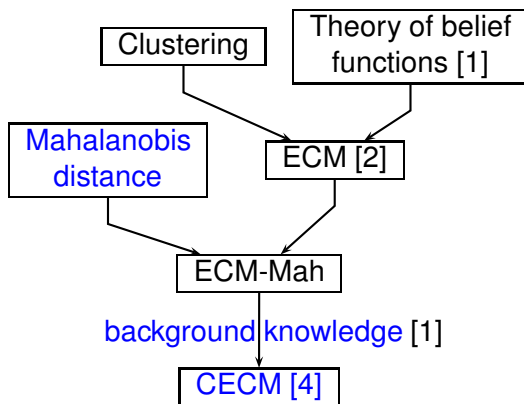 Clustering
Theory of belief
functions [1]
Mahalanobis
distance
ECM [2]
ECM-Mah
background knowledge [1]
CECM [4]